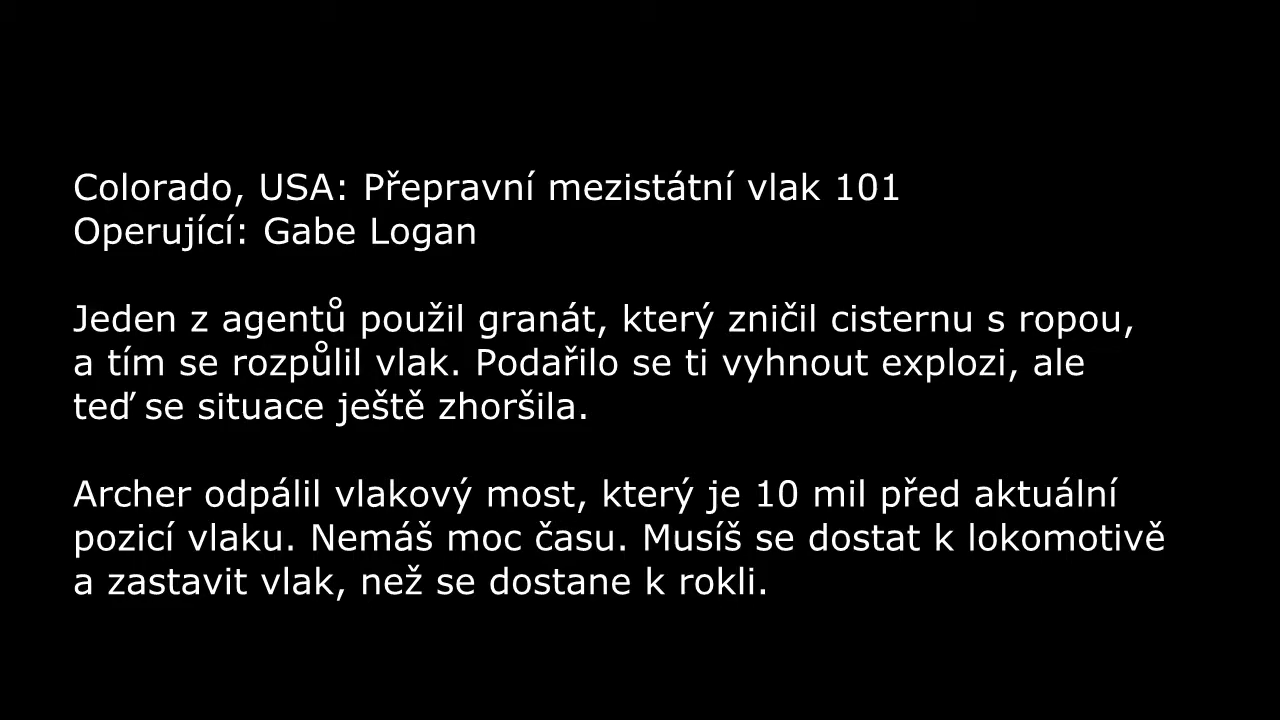 Colorado, USA: Přepravní mezistátní vlak 101
Operující: Gabe Logan
Jeden z agentů použil granát, který zničil cisternu s ropou,
a tím se rozpůlil vlak. Podařilo se ti vyhnout explozi, ale
teď se situace ještě zhoršila.
Archer odpálil vlakový most, který je 10 mil před aktuální
pozicí vlaku. Nemáš moc času. Musíš se dostat k lokomotivě
a zastavit vlak, než se dostane k rokli.